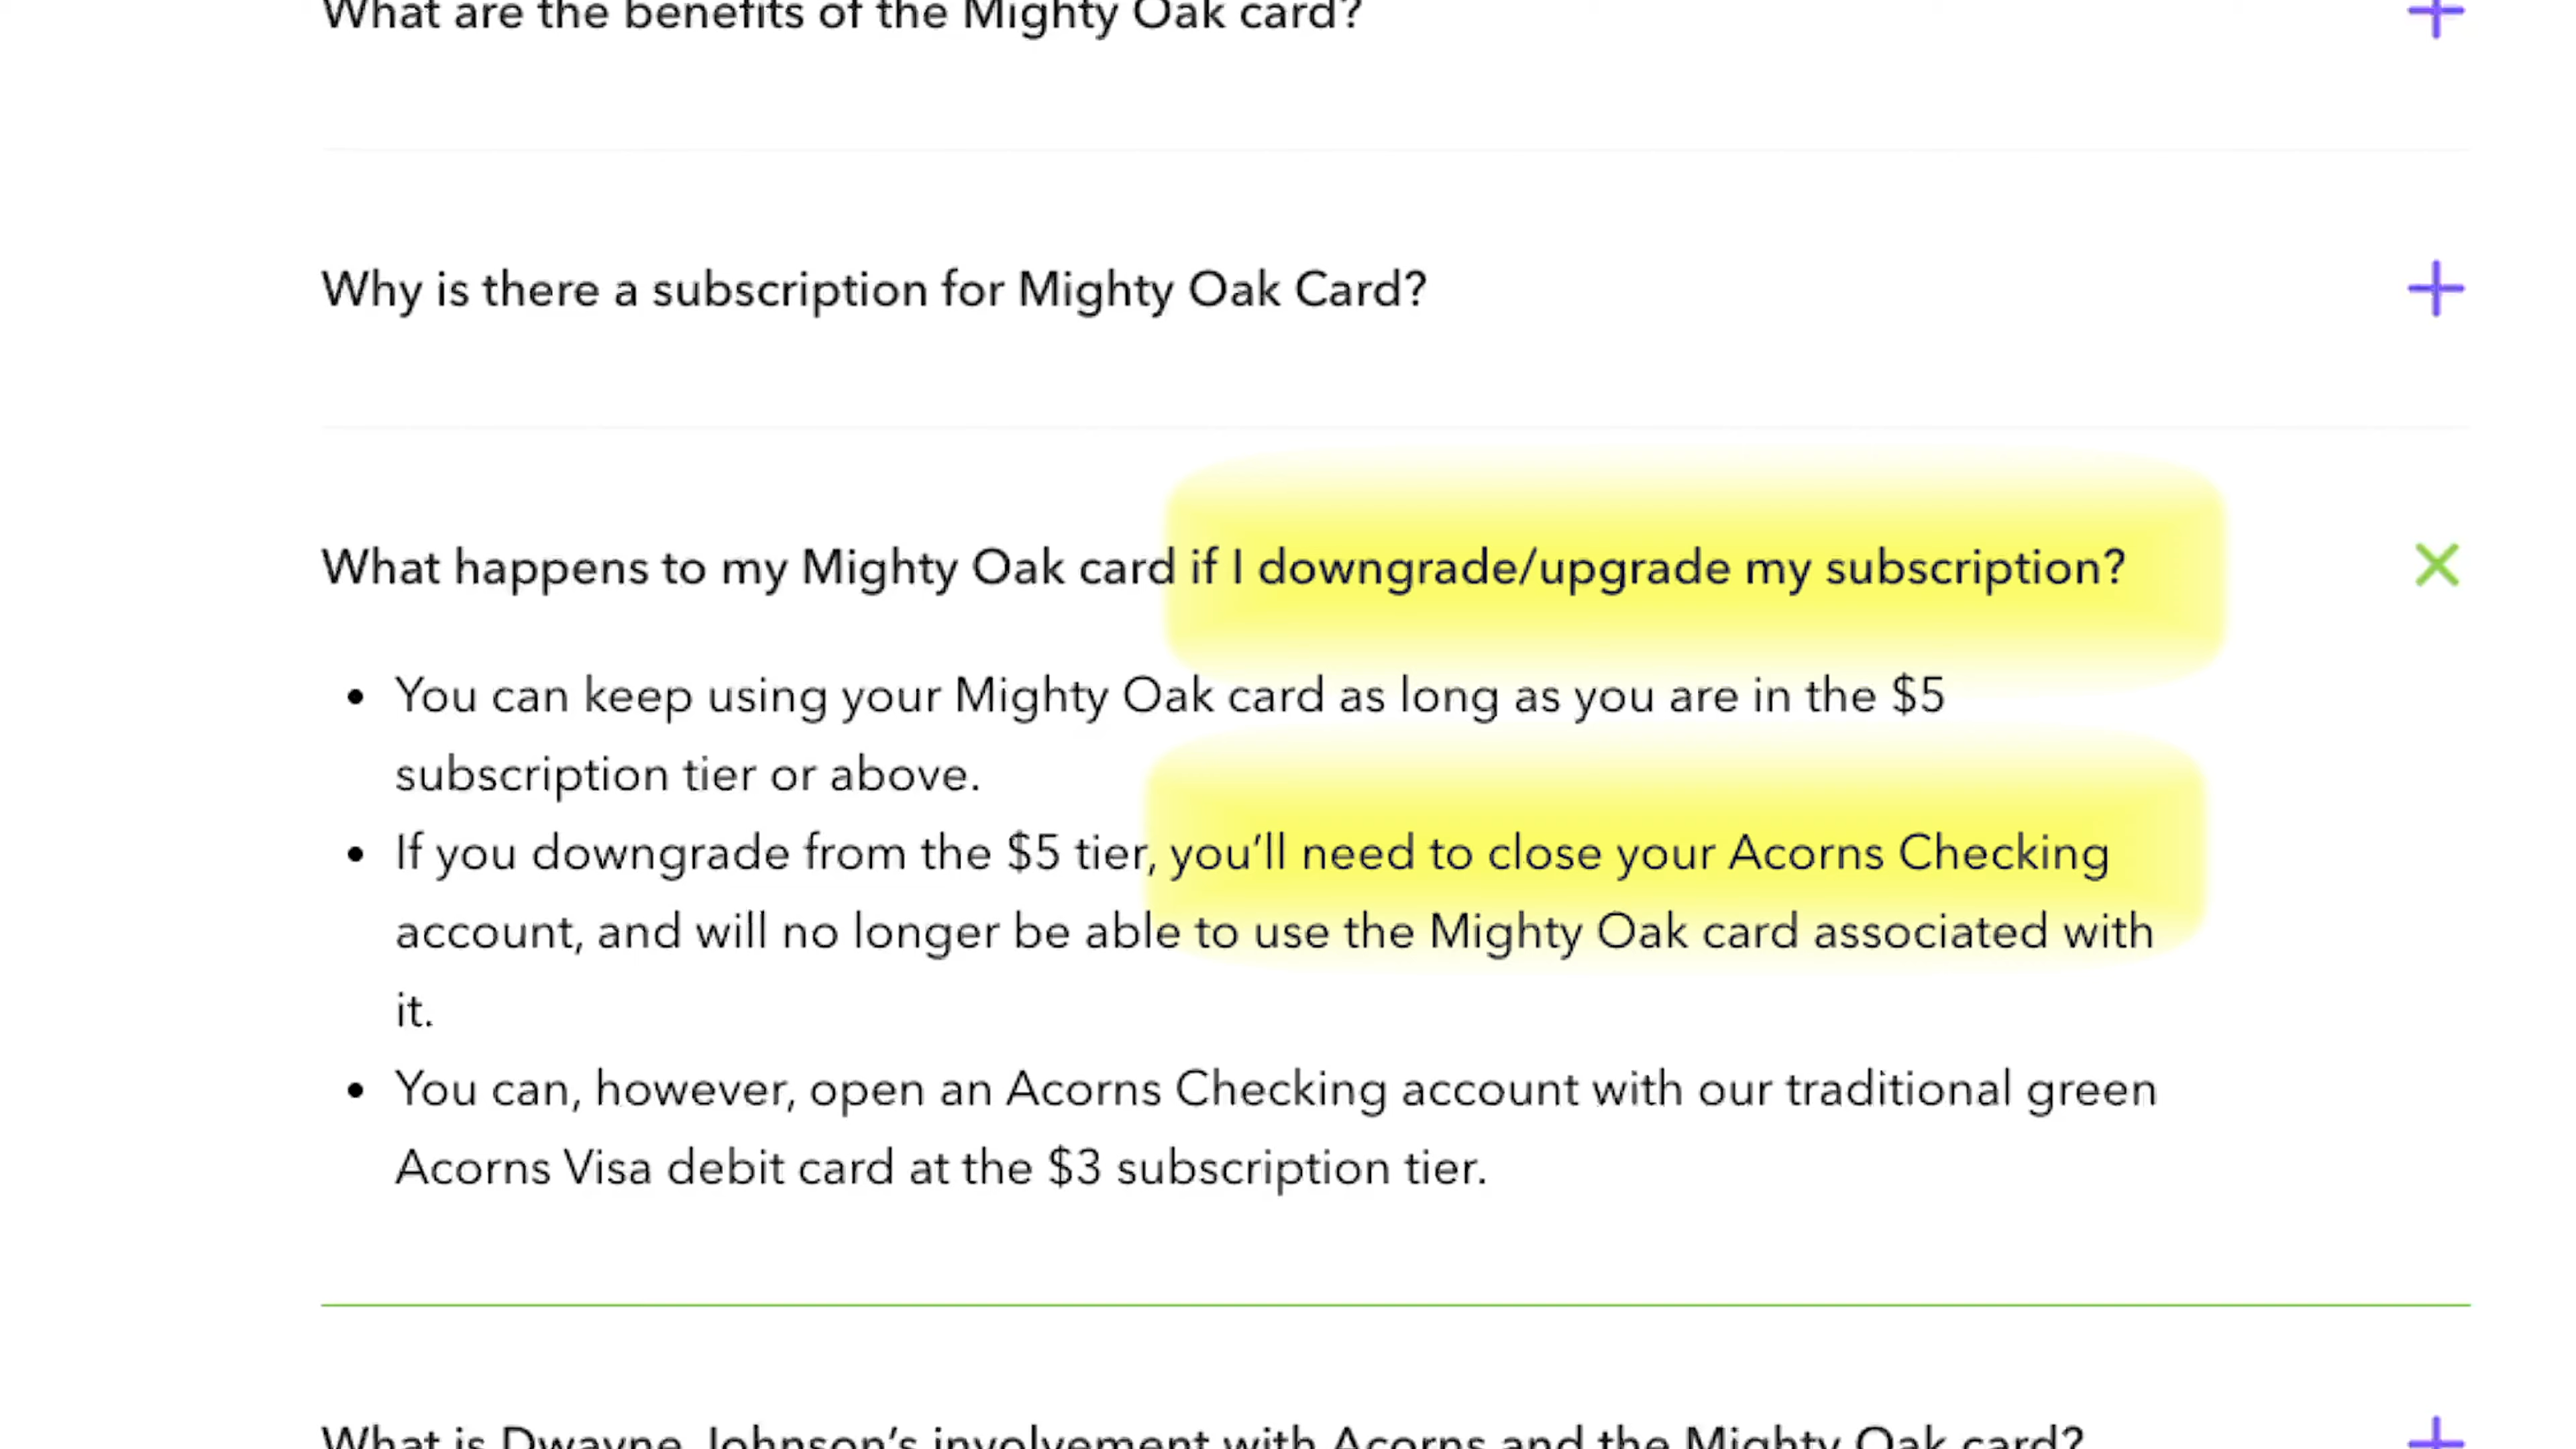 What are the benefits of the Mighty Oak card?
Why is there a subscription for Mighty Oak Card?
What happens to my Mighty Oak card if I downgrade/upgrade my subscription?
• You can keep using your Mighty Oak card as long as you are in the $5
subscription tier or above.
• If you downgrade from the $5 tier, you’ll need to close your Acorns Checking
account, and will no longer be able to use the Mighty Oak card associated with
it.
• You can, however, open an Acorns Checking account with our traditional green
Acorns Visa debit card at the $3 subscription tier.
What is Dwayne Johnson’s involvement with Acorns and the Mighty Oak card?